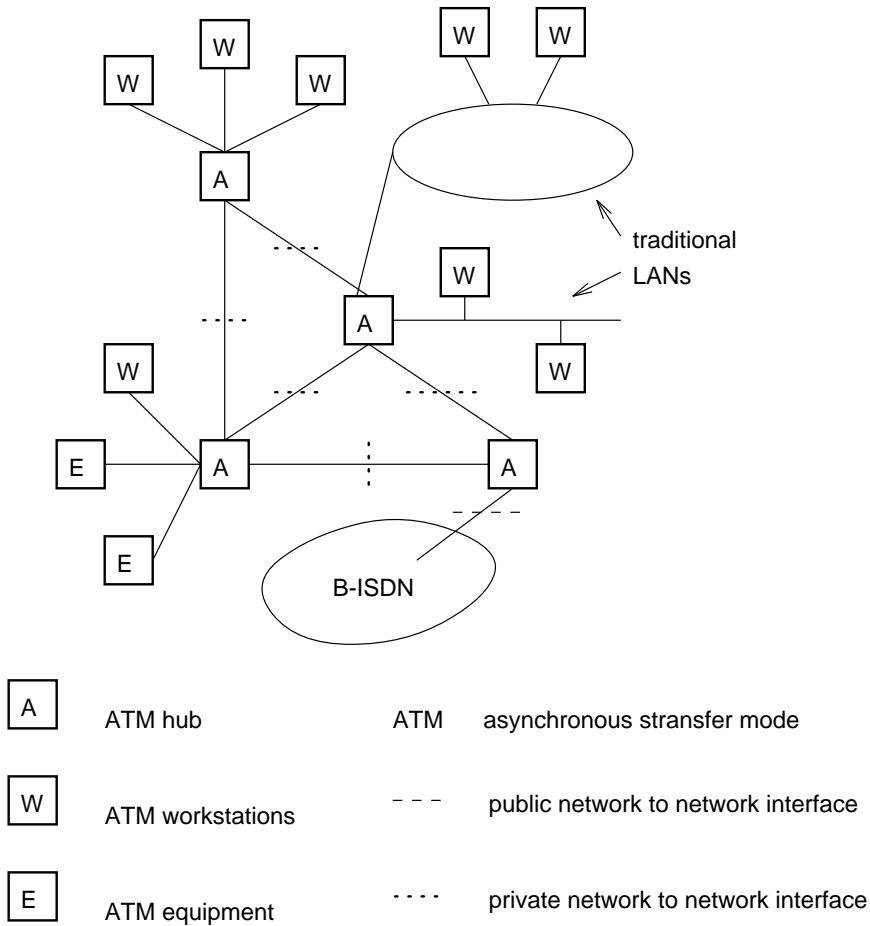 W
W
W
W
W
A
traditional
LANs
W
A
W
W
E
A
A
E
B-ISDN
A
ATM hub
ATM
asynchronous stransfer mode
W
ATM workstations
public network to network interface
E
ATM equipment
private network to network interface